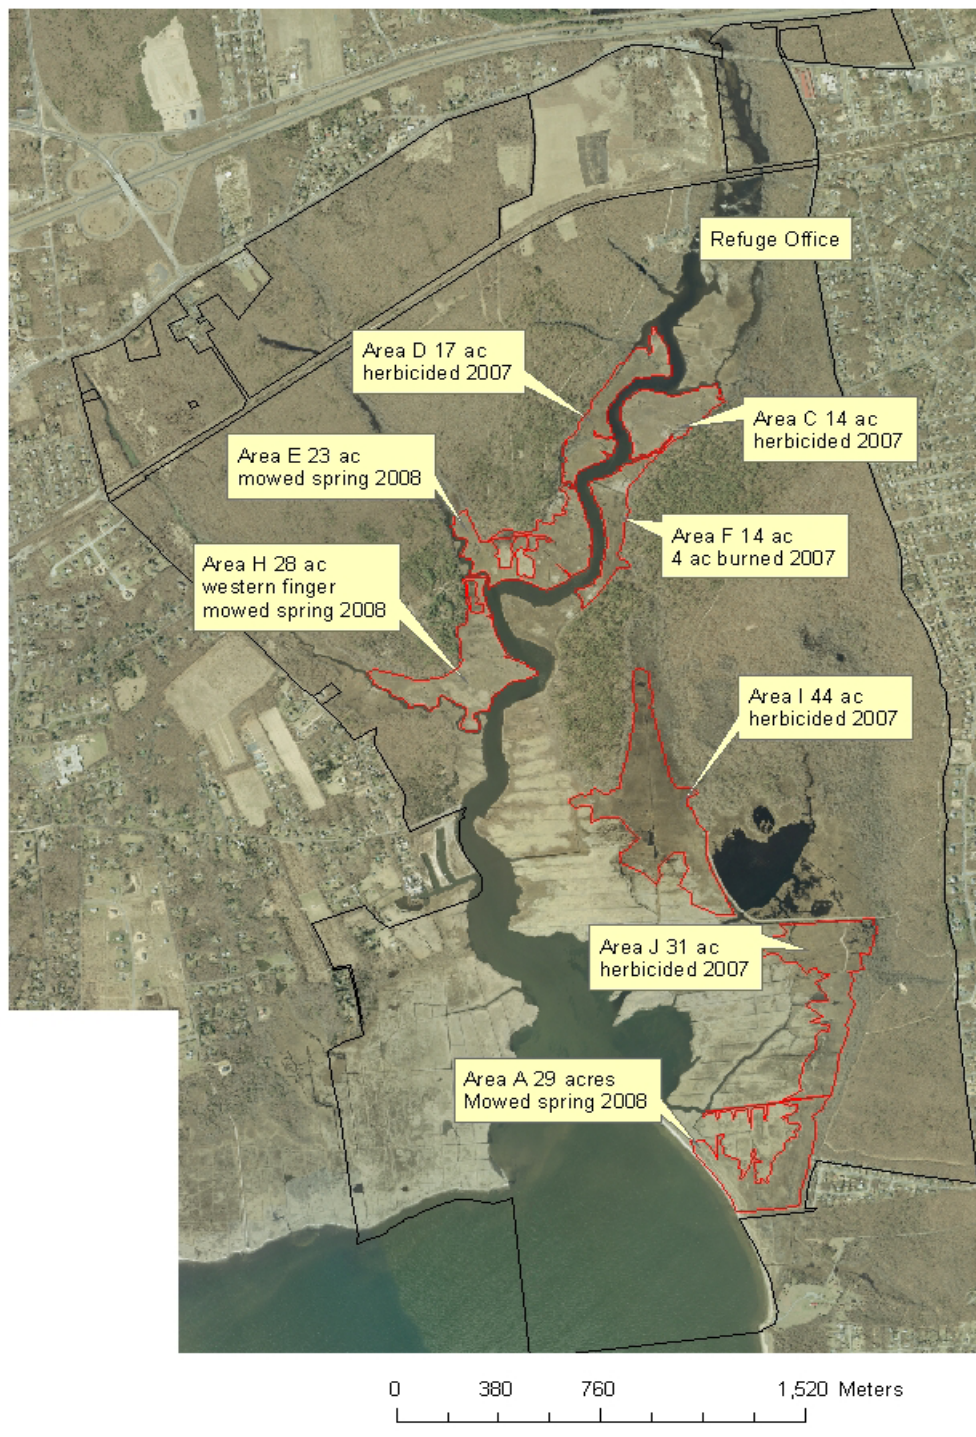 Refuge Office
Area D 17 ac
herbicided 2007
Area C 14 ac
herbicided 2007
Area E 23 ac
mowed spring 2008
Area F 14 ac
4 ac burned 2007
Area H 28 ac
western finger
mowed spring 2008
Area I 44 ac
herbicided 2007
Area J 31 ac
herbicided 2007
Area A 29 acres
Mowed spring 2008
0 380 760 1,520 Meters